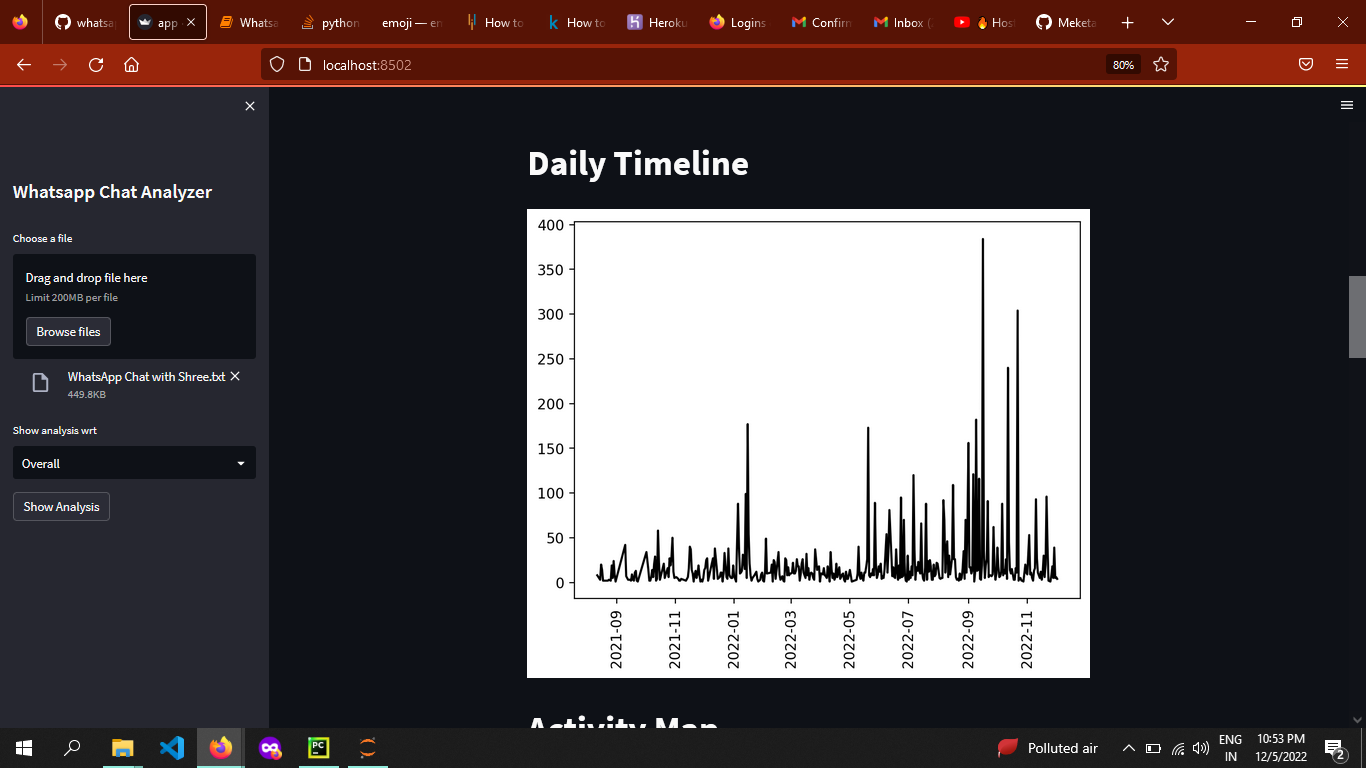 whatsap
app
Whatsa
python
emoji — em
How to
How to
Heroku
Logins
Confirm
Inbox (
🔥 Host
Meketa
localhost:8502
80%
Whatsapp Chat Analyzer
Choose a file
Drag and drop file here
Limit 200MB per file
Browse files
WhatsApp Chat with Shree.txt
449.8KB
Show analysis wrt
Overall
Show Analysis
Daily Timeline
400
350
300
250
200
150
100
50
0
2021-09
2021-11
2022-01
2022-03
2022-05
2022-07
2022-09
2022-11
Activity Map
PC
Polluted air
ENG
IN
10:53 PM
12/5/2022
2